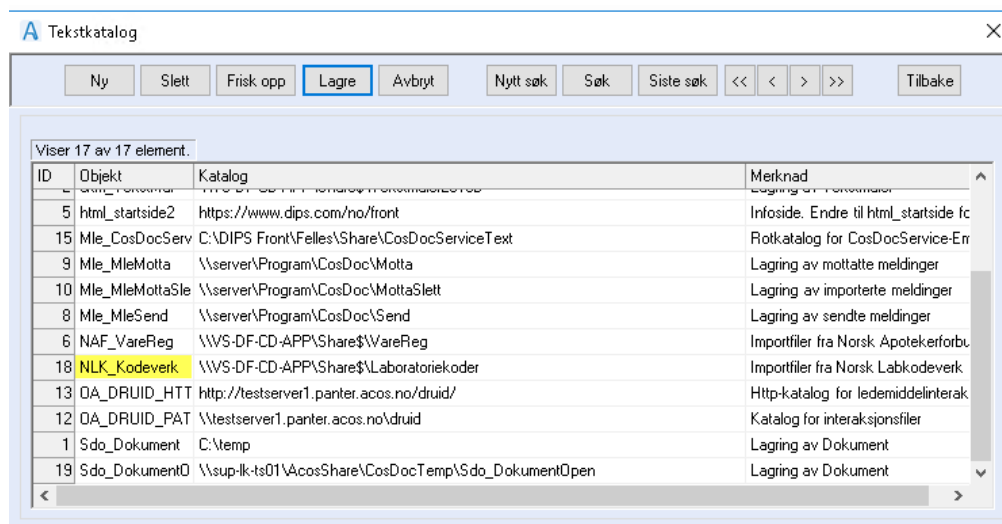 Tekstkatalog
Ny Slett Frisk opp Lagre Avbryt Nytt søk Søk Siste søk << < > >> Tilbake
Viser 17 av 17 element.
ID Objekt Katalog Merknad
5 html_startside2 https://www.dips.com/no/front Infoside. Endre til html_startside fo
15 Mle_CosDocServ C:\DIPS Front\Felles\Share\CosDocServiceText Rotkatalog for CosDocService-Em
9 Mle_MleMotta \\server\Program\CosDoc\Motta Lagring av mottatte meldinger
10 Mle_MleMottaSle \\server\Program\CosDoc\MottaSlett Lagring av importerte meldinger
8 Mle_MleSend \\server\Program\CosDoc\Send Lagring av sendte meldinger
6 NAF_VareReg \\VS-DF-CD-APP\Share$\VareReg Importfiler fra Norsk Apotekerforbu
18 NLK_Kodeverk \\VS-DF-CD-APP\Share$\Laboratoriekoder Importfiler fra Norsk Labkodeverk
13 OA_DRUID_HTT http://testserver1.panter.acos.no/druid/ Http-katalog for ledemiddelinterak
12 OA_DRUID_PAT \\testserver1.panter.acos.no\druid Katalog for interaksjonsfiler
1 Sdo_Dokument C:\temp Lagring av Dokument
19 Sdo_DokumentO \\sup-lk-ts01\AcosShare\CosDocTemp\Sdo_DokumentOpen Lagring av Dokument